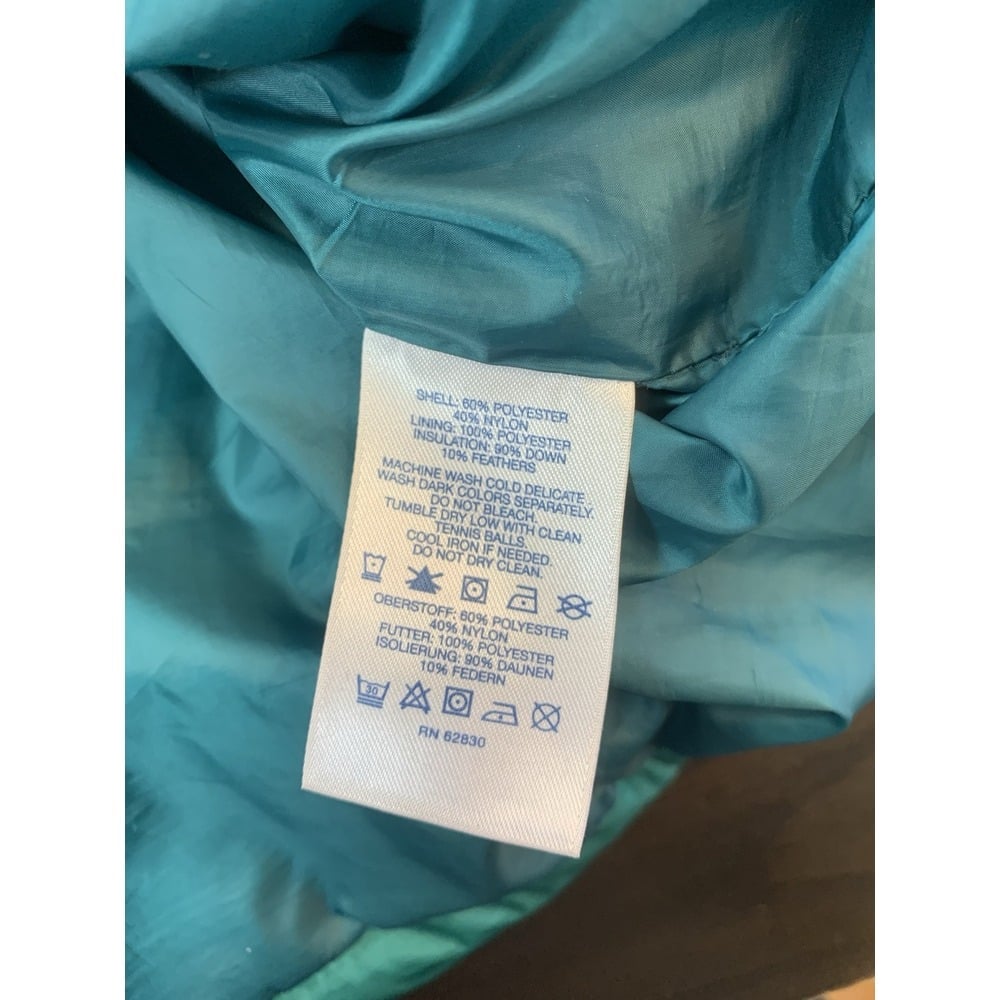 SHELL: 60% POLYESTER
40% NYLON
LINING: 100% POLYESTER
INSULATION: 90% DOWN
10% FEATHERS
MACHINE WASH COLD DELICATE.
WASH DARK COLORS SEPARATELY.
DO NOT BLEACH.
TUMBLE DRY LOW WITH CLEAN
TENNIS BALLS.
COOL IRON IF NEEDED.
DO NOT DRY CLEAN.
OBERSTOFF: 60% POLYESTER
40% NYLON
FUTTER: 100% POLYESTER
ISOLIERUNG: 90% DAUNEN
10% FEDERN
30
RN 62830